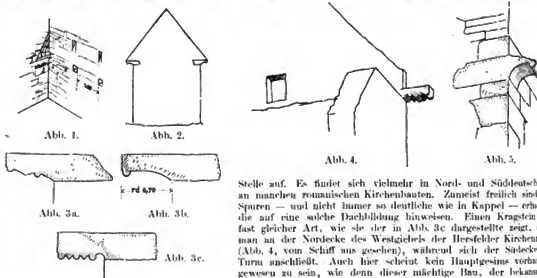 Abb. 1.
Abb. 2.
Abb. 4.
Abb. 5.
Abb. 3a.
Abb. 3b.
rd 0,70
Abb. 3c.
Stelle auf. Es findet sich vielmehr in Nord- und Süddeutsch
an manchen romanischen Kirchenbauten. Zumeist freilich sind
Spuren — und nicht immer so deutliche wie in Kappel — erha
die auf eine solche Dachbildung hinweisen. Einen Kragstein
fast gleicher Art, wie sie der in Abb. 3c dargestellte zeigt,
man an der Nordecke des Westgiebels der Hersfelder Kirchen
(Abb. 4, vom Schiff aus gesehen), während sich der Südecke
Turm anschließt. Auch hier scheint kein Hauptgesims vorha
gewesen zu sein, wie denn dieser mächtige Bau, der bekann